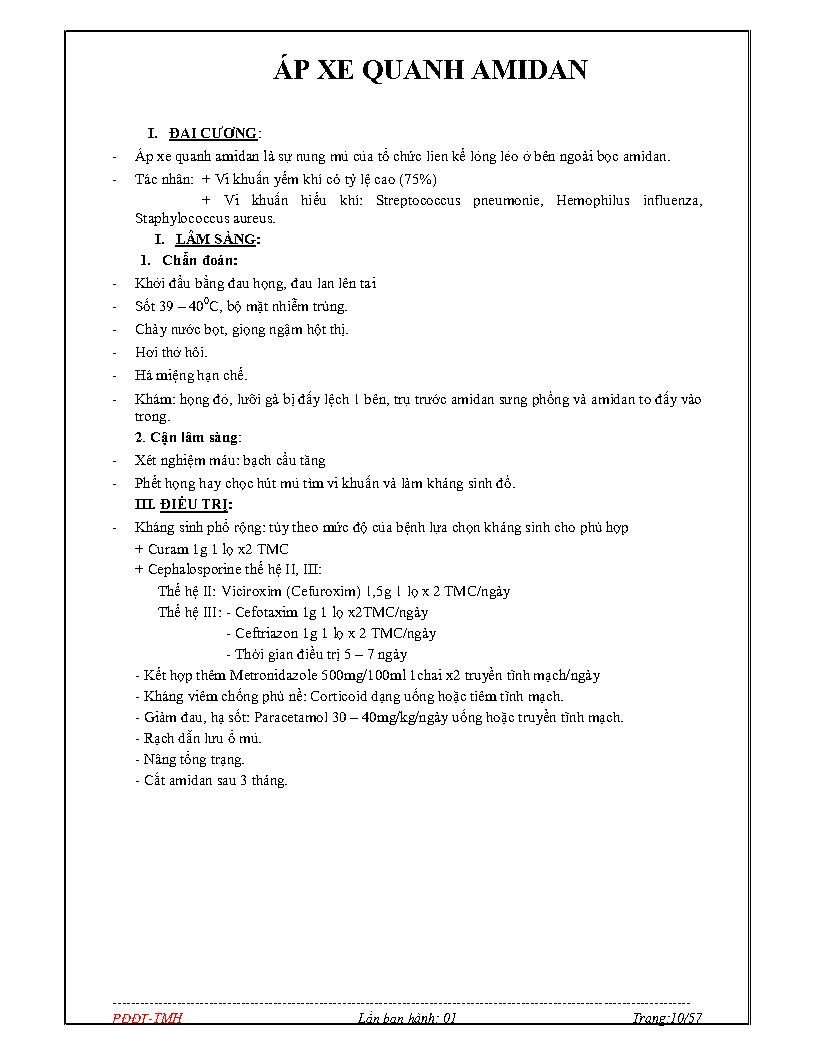 ÁP XE QUANH AMIDAN
I. ĐẠI CƯƠNG:
- Áp xe quanh amidan là sự nung mủ của tổ chức liên kế lỏng lẻo ở bên ngoài bọc amidan.
- Tác nhân: + Vi khuẩn yếm khí có tỷ lệ cao (75%)
+ Vi khuẩn hiếu khí: Streptococcus pneumonie, Hemophilus influenza,
Staphylococcus aureus.
I. LÂM SÀNG:
1. Chẩn đoán:
- Khởi đầu bằng đau họng, đau lan lên tai
- Sốt 39 – 40⁰C, bộ mặt nhiễm trùng.
- Chảy nước bọt, giọng ngậm hột thị.
- Hơi thở hôi.
- Há miệng hạn chế.
- Khám: họng đỏ, lưỡi gà bị đẩy lệch 1 bên, trụ trước amidan sưng phồng và amidan to đẩy vào
trong.
2. Cận lâm sàng:
- Xét nghiệm máu: bạch cầu tăng
- Phết họng hay chọc hút mủ tìm vi khuẩn và làm kháng sinh đồ.
III. ĐIỀU TRỊ:
- Kháng sinh phổ rộng: tùy theo mức độ của bệnh lựa chọn kháng sinh cho phù hợp
+ Curam 1g 1 lọ x2 TMC
+ Cephalosporine thế hệ II, III:
Thế hệ II: Viciroxim (Cefuroxim) 1,5g 1 lọ x 2 TMC/ngày
Thế hệ III: - Cefotaxim 1g 1 lọ x2TMC/ngày
- Ceftriazon 1g 1 lọ x 2 TMC/ngày
- Thời gian điều trị 5 – 7 ngày
- Kết hợp thêm Metronidazole 500mg/100ml 1chai x2 truyền tĩnh mạch/ngày
- Kháng viêm chống phù nề: Corticoid dạng uống hoặc tiêm tĩnh mạch.
- Giảm đau, hạ sốt: Paracetamol 30 – 40mg/kg/ngày uống hoặc truyền tĩnh mạch.
- Rạch dẫn lưu ổ mủ.
- Nâng tổng trạng.
- Cắt amidan sau 3 tháng.
PĐĐT-TMH Lần ban hành: 01 Trang:10/57